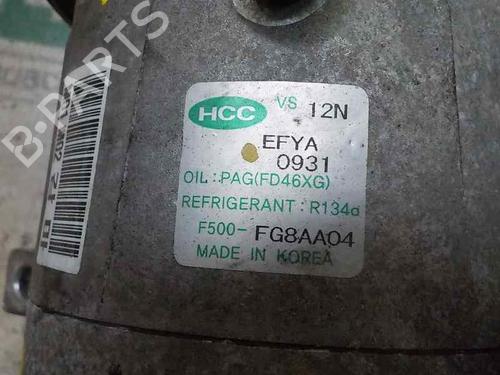 HCC VS 12N
EFYA
0931
OIL : PAG(FD46XG)
REFRIGERANT : R134a
F500- FG8AA04
MADE IN KOREA
B-PARTS